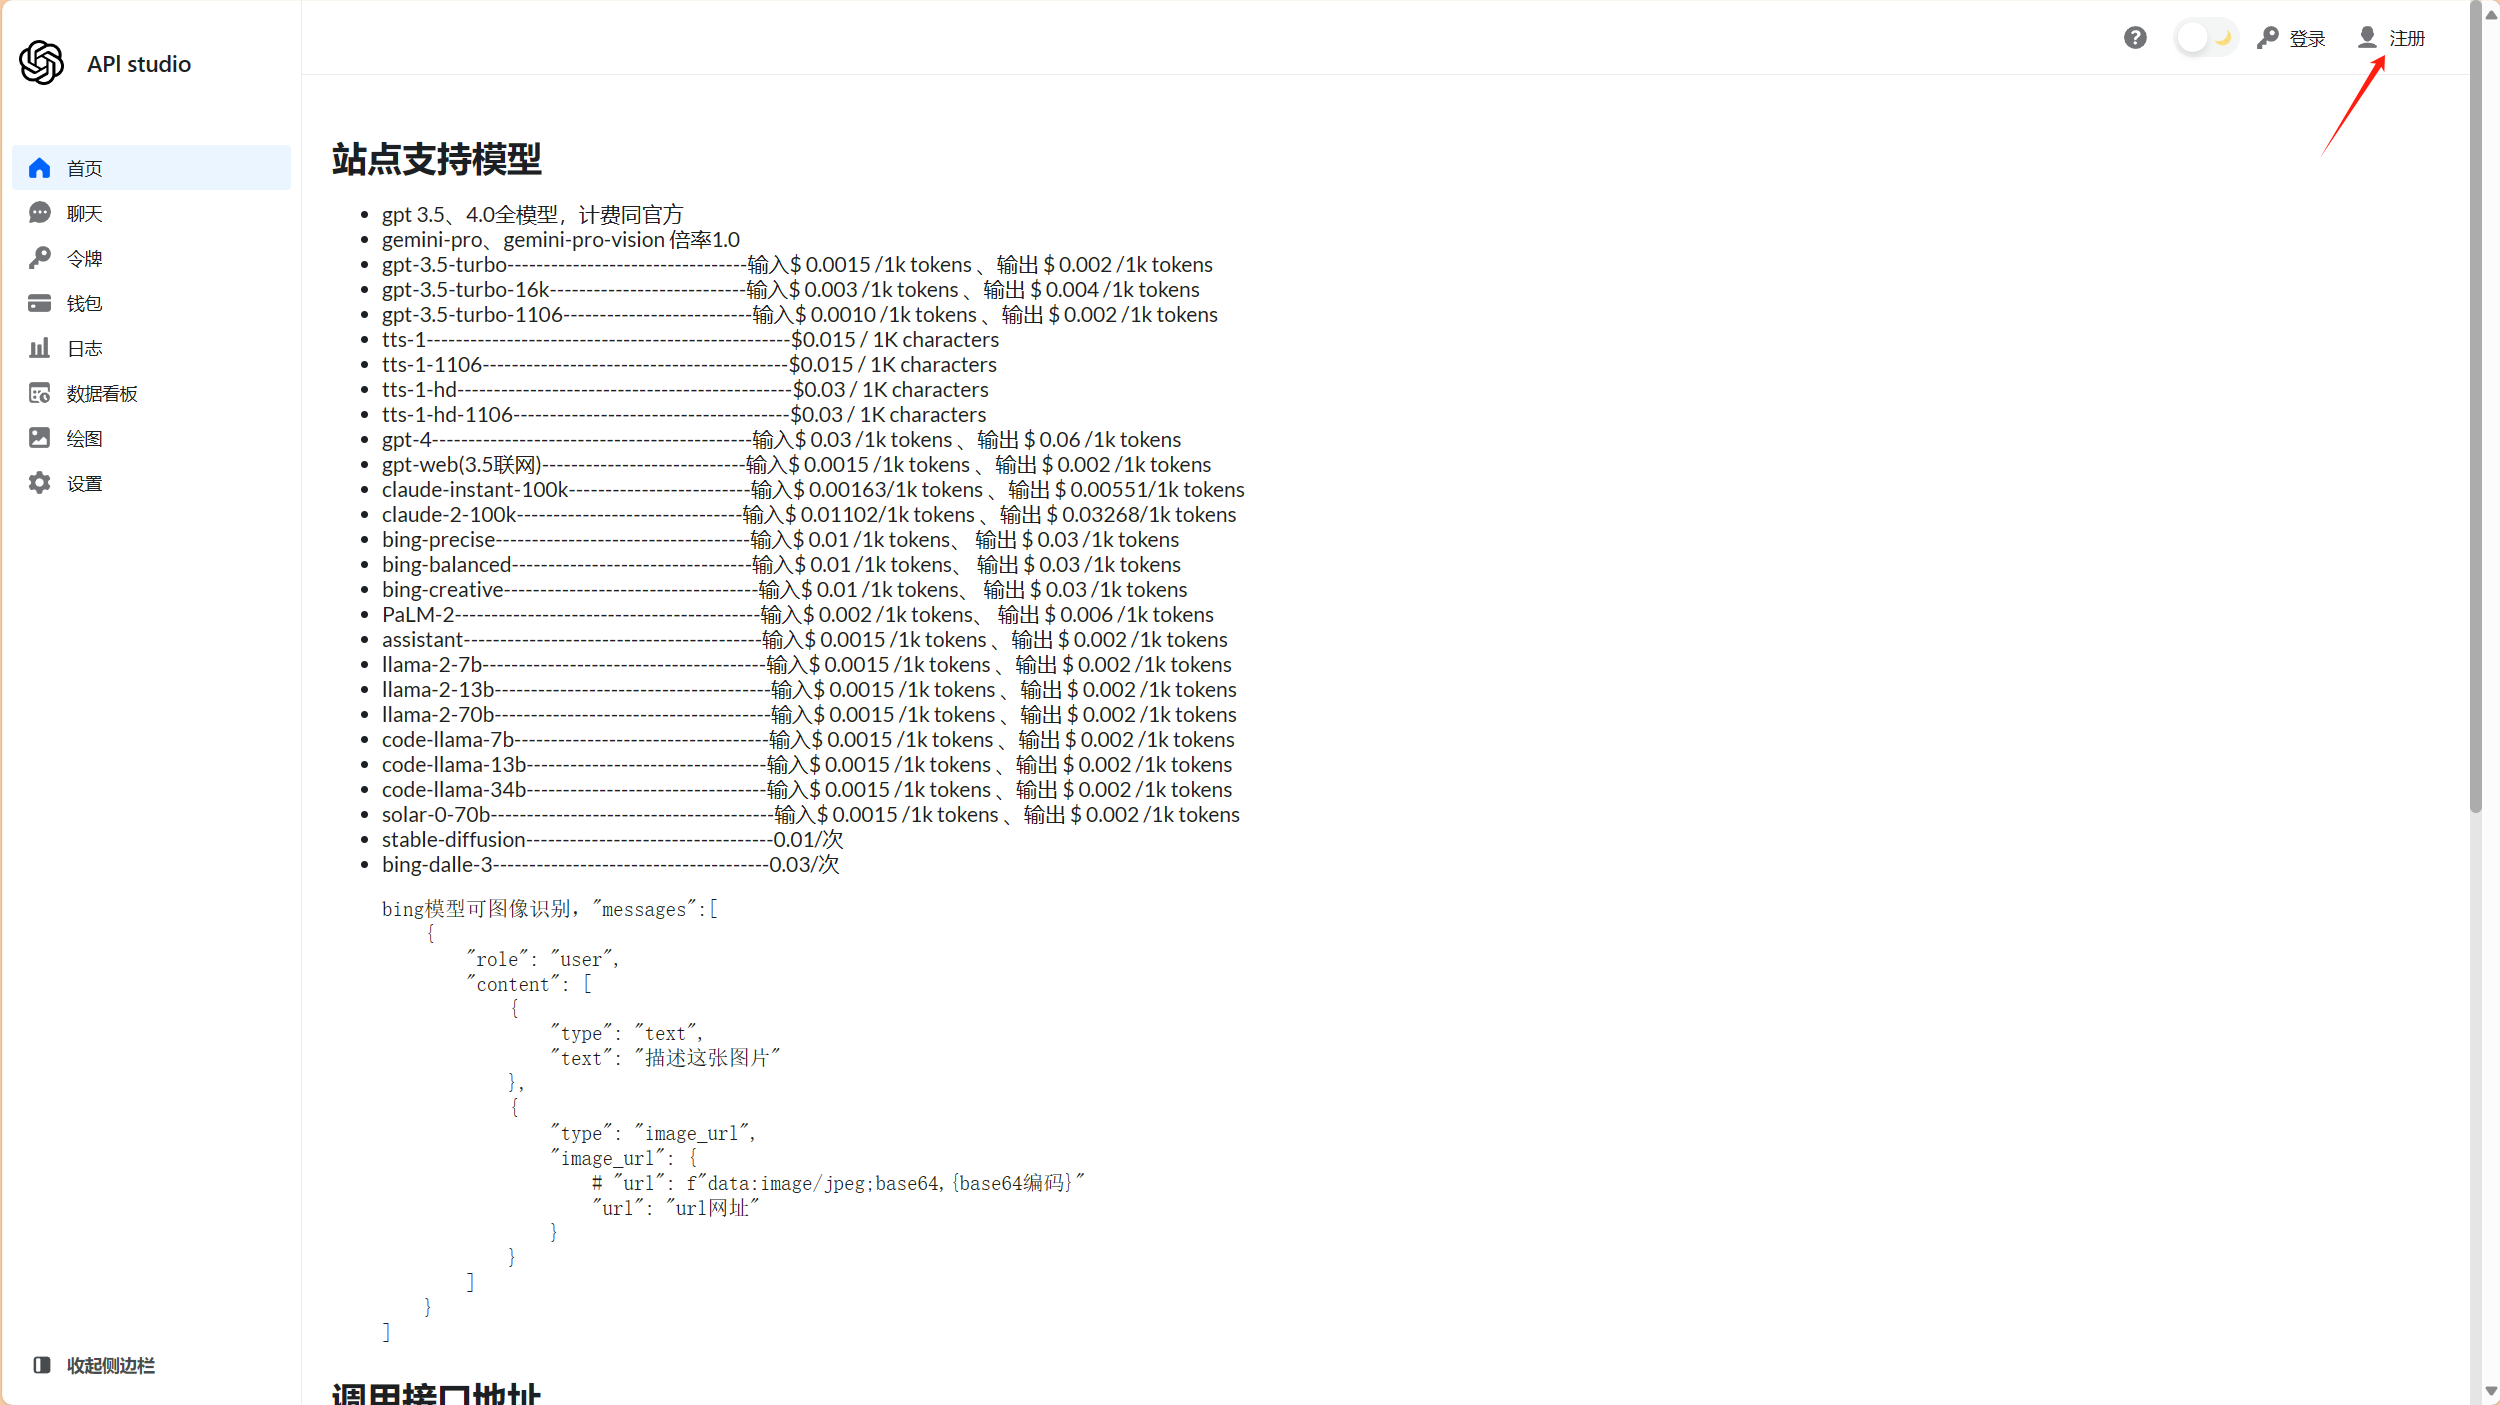 API studio
登录
注册
首页
聊天
令牌
钱包
日志
数据看板
绘图
设置
收起侧边栏
站点支持模型
gpt 3.5、4.0全模型，计费同官方
gemini-pro、gemini-pro-vision 倍率1.0
gpt-3.5-turbo---------------------------------输入$ 0.0015 /1k tokens 、输出 $ 0.002 /1k tokens
gpt-3.5-turbo-16k---------------------------输入$ 0.003 /1k tokens 、输出 $ 0.004 /1k tokens
gpt-3.5-turbo-1106--------------------------输入$ 0.0010 /1k tokens 、输出 $ 0.002 /1k tokens
tts-1--------------------------------------------------$0.015 / 1K characters
tts-1-1106------------------------------------------$0.015 / 1K characters
tts-1-hd----------------------------------------------$0.03 / 1K characters
tts-1-hd-1106--------------------------------------$0.03 / 1K characters
gpt-4--------------------------------------------输入$ 0.03 /1k tokens 、输出 $ 0.06 /1k tokens
gpt-web(3.5联网)----------------------------输入$ 0.0015 /1k tokens 、输出 $ 0.002 /1k tokens
claude-instant-100k-------------------------输入$ 0.00163/1k tokens 、输出 $ 0.00551/1k tokens
claude-2-100k-------------------------------输入$ 0.01102/1k tokens 、输出 $ 0.03268/1k tokens
bing-precise-----------------------------------输入$ 0.01 /1k tokens、 输出 $ 0.03 /1k tokens
bing-balanced---------------------------------输入$ 0.01 /1k tokens、 输出 $ 0.03 /1k tokens
bing-creative-----------------------------------输入$ 0.01 /1k tokens、 输出 $ 0.03 /1k tokens
PaLM-2------------------------------------------输入$ 0.002 /1k tokens、 输出 $ 0.006 /1k tokens
assistant-----------------------------------------输入$ 0.0015 /1k tokens 、输出 $ 0.002 /1k tokens
llama-2-7b---------------------------------------输入$ 0.0015 /1k tokens 、输出 $ 0.002 /1k tokens
llama-2-13b--------------------------------------输入$ 0.0015 /1k tokens 、输出 $ 0.002 /1k tokens
llama-2-70b--------------------------------------输入$ 0.0015 /1k tokens 、输出 $ 0.002 /1k tokens
code-llama-7b-----------------------------------输入$ 0.0015 /1k tokens 、输出 $ 0.002 /1k tokens
code-llama-13b---------------------------------输入$ 0.0015 /1k tokens 、输出 $ 0.002 /1k tokens
code-llama-34b---------------------------------输入$ 0.0015 /1k tokens 、输出 $ 0.002 /1k tokens
solar-0-70b---------------------------------------输入$ 0.0015 /1k tokens 、输出 $ 0.002 /1k tokens
stable-diffusion----------------------------------0.01/次
bing-dalle-3--------------------------------------0.03/次
bing模型可图像识别，"messages":[
{
"role": "user",
"content": [
{
"type": "text",
"text": "描述这张图片"
},
{
"type": "image_url",
"image_url": {
# "url": f"data:image/jpeg;base64,{base64编码}"
"url": "url网址"
}
}
]
}
]
调用接口地址